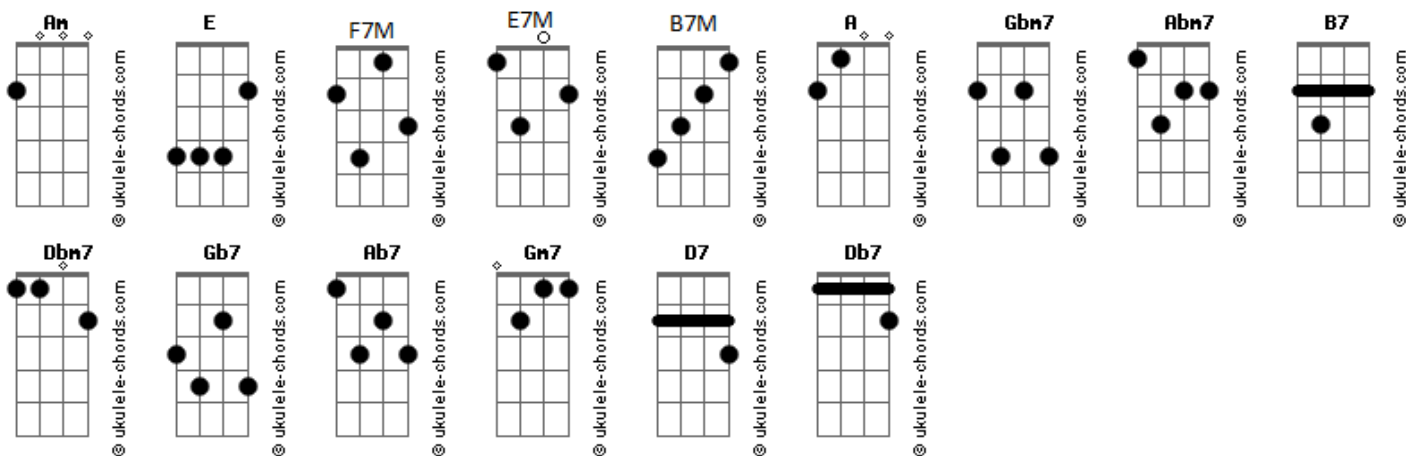 Am E F7M E7M B7M A Gbm7 Abm7 B7
© ukulele-chords.com © ukulele-chords.com © ukulele-chords.com © ukulele-chords.com © ukulele-chords.com © ukulele-chords.com © ukulele-chords.com © ukulele-chords.com © ukulele-chords.com
Dbm7 Gb7 Ab7 Gm7 D7 Db7
© ukulele-chords.com © ukulele-chords.com © ukulele-chords.com © ukulele-chords.com © ukulele-chords.com © ukulele-chords.com